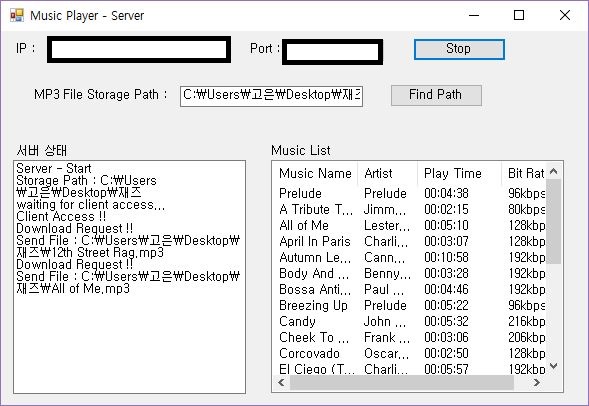 Music Player - Server
IP : Port : Stop
MP3 File Storage Path : C:₩Users₩고은₩Desktop₩재즈 Find Path
서버 상태
Server - Start
Storage Path : C:₩Users
₩고은₩Desktop₩재즈
waiting for client access...
Client Access !!
Download Request !!
Send File : C:₩Users₩고은₩Desktop₩
재즈₩12th Street Rag.mp3
Download Request !!
Send File : C:₩Users₩고은₩Desktop₩
재즈₩All of Me.mp3
Music List
Music Name Artist Play Time Bit Rat
Prelude 00:04:38 96kbps
A Tribute T... Jimm... 00:02:15 80kbps
All of Me Lester... 00:05:10 128kbp
April In Paris Charli... 00:03:07 128kbp
Autumn Le... Cann... 00:10:58 192kbp
Body And ... Benny... 00:03:28 192kbp
Bossa Anti... Paul ... 00:04:46 192kbp
Breezing Up Prelude 00:05:22 96kbps
Candy John ... 00:05:32 216kbp
Cheek To ... Frank ... 00:03:06 206kbp
Corcovado Oscar... 00:02:50 128kbp
El Ciego (T... Charli... 00:05:57 192kbp